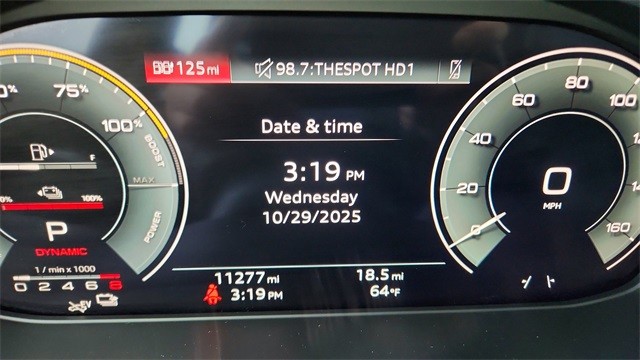 125 mi
98.7:THESPOT HD1
75%
100%
BOOST
MAX
POWER
F
100%
P
DYNAMIC
1 / min x 1000
0 2 4 6 8
EV
Date & time
3:19 PM
Wednesday
10/29/2025
11277 mi
18.5 mi
3:19 PM
64°F
0
20
40
60
80
100
160
0
MPH